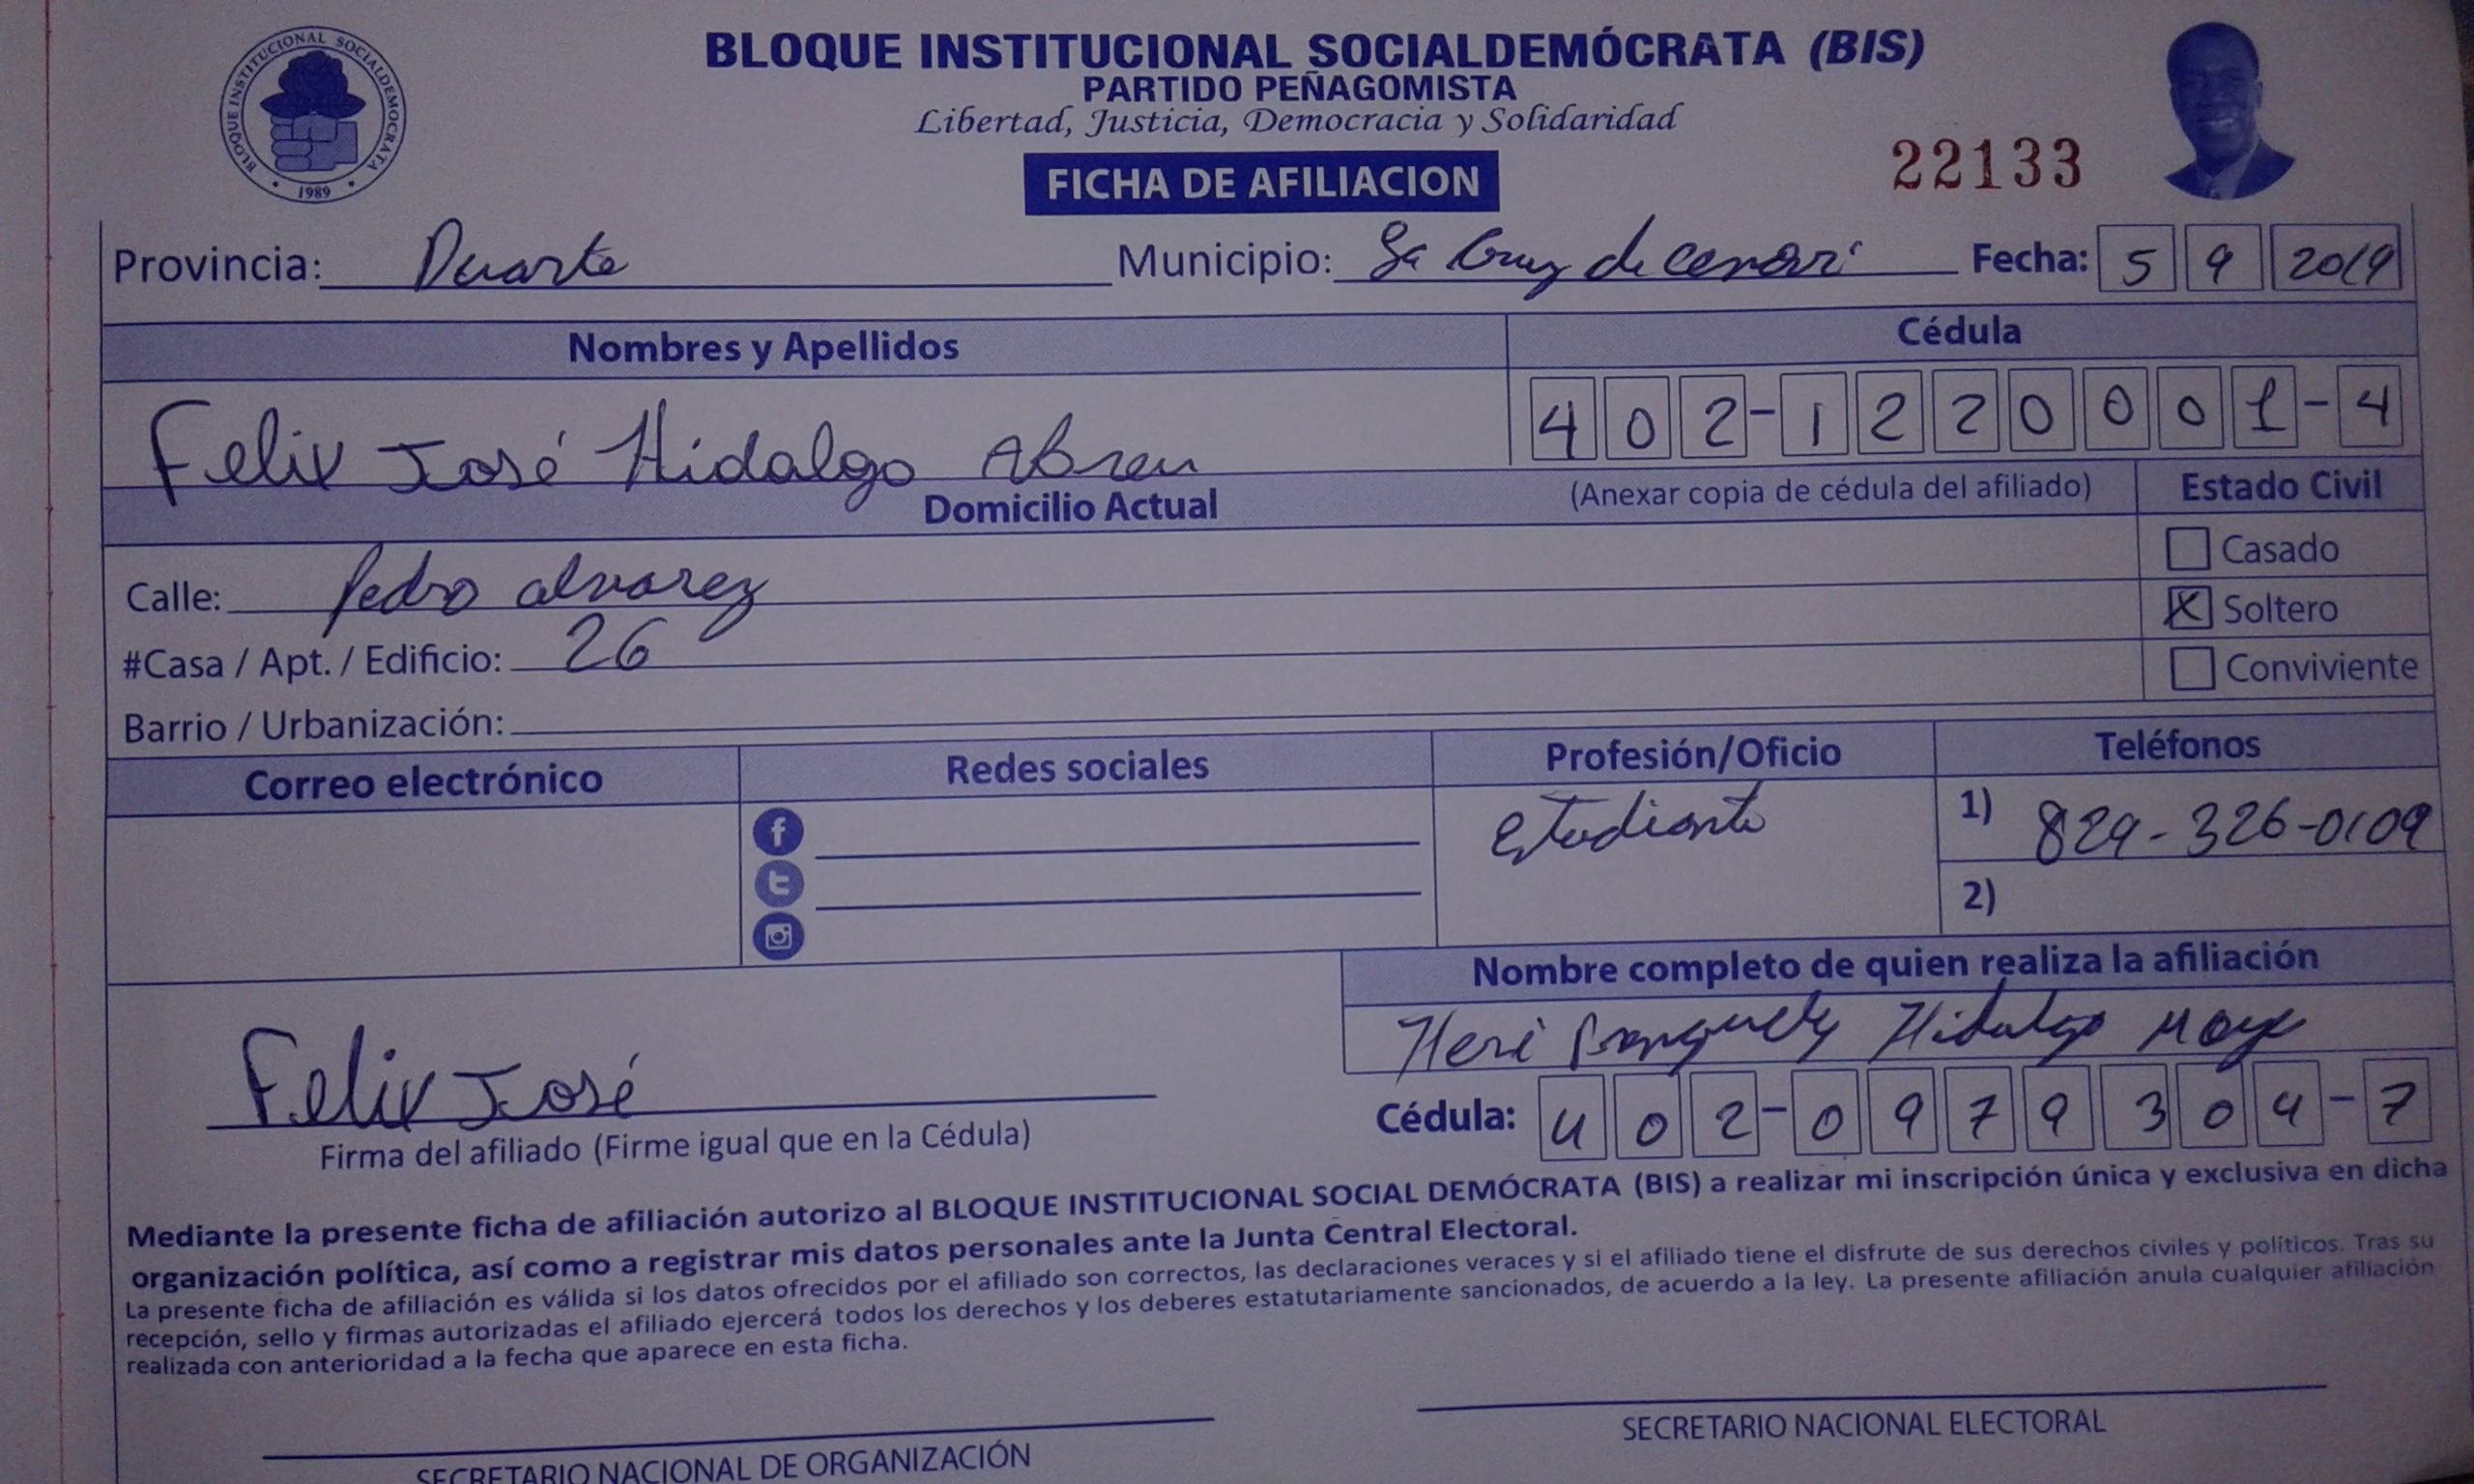 BLOQUE INSTITUCIONAL SOCIALDEMOCRATA
1989
BLOQUE INSTITUCIONAL SOCIALDEMÓCRATA (BIS)
PARTIDO PEÑAGOMISTA
Libertad, Justicia, Democracia y Solidaridad
FICHA DE AFILIACION
22133
Provincia: Duarte Municipio: de Fecha: 5 9 2019
Nombres y Apellidos Cédula
Felix José Hidalgo Abreu 402-1220001-4
Domicilio Actual (Anexar copia de cédula del afiliado) Estado Civil
Casado
Calle: Pedro alvarez
X Soltero
#Casa / Apt. / Edificio: 26
Conviviente
Barrio / Urbanización:
Correo electrónico Redes sociales Profesión/Oficio Teléfonos
f estudiante 1) 829-326-0109
2)
Nombre completo de quien realiza la afiliación
Hidalgo
Felix José
Cédula: 402-0979304-7
Firma del afiliado (Firme igual que en la Cédula)
Mediante la presente ficha de afiliación autorizo al BLOQUE INSTITUCIONAL SOCIAL DEMÓCRATA (BIS) a realizar mi inscripción única y exclusiva en dicha
organización política, así como a registrar mis datos personales ante la Junta Central Electoral.
La presente ficha de afiliación es válida si los datos ofrecidos por el afiliado son correctos, las declaraciones veraces y si el afiliado tiene el disfrute de sus derechos civiles y políticos. Tras su
recepción, sello y firmas autorizadas el afiliado ejercerá todos los derechos y los deberes estatutariamente sancionados, de acuerdo a la ley. La presente afiliación anula cualquier afiliación
realizada con anterioridad a la fecha que aparece en esta ficha.
SECRETARIO NACIONAL DE ORGANIZACIÓN
SECRETARIO NACIONAL ELECTORAL